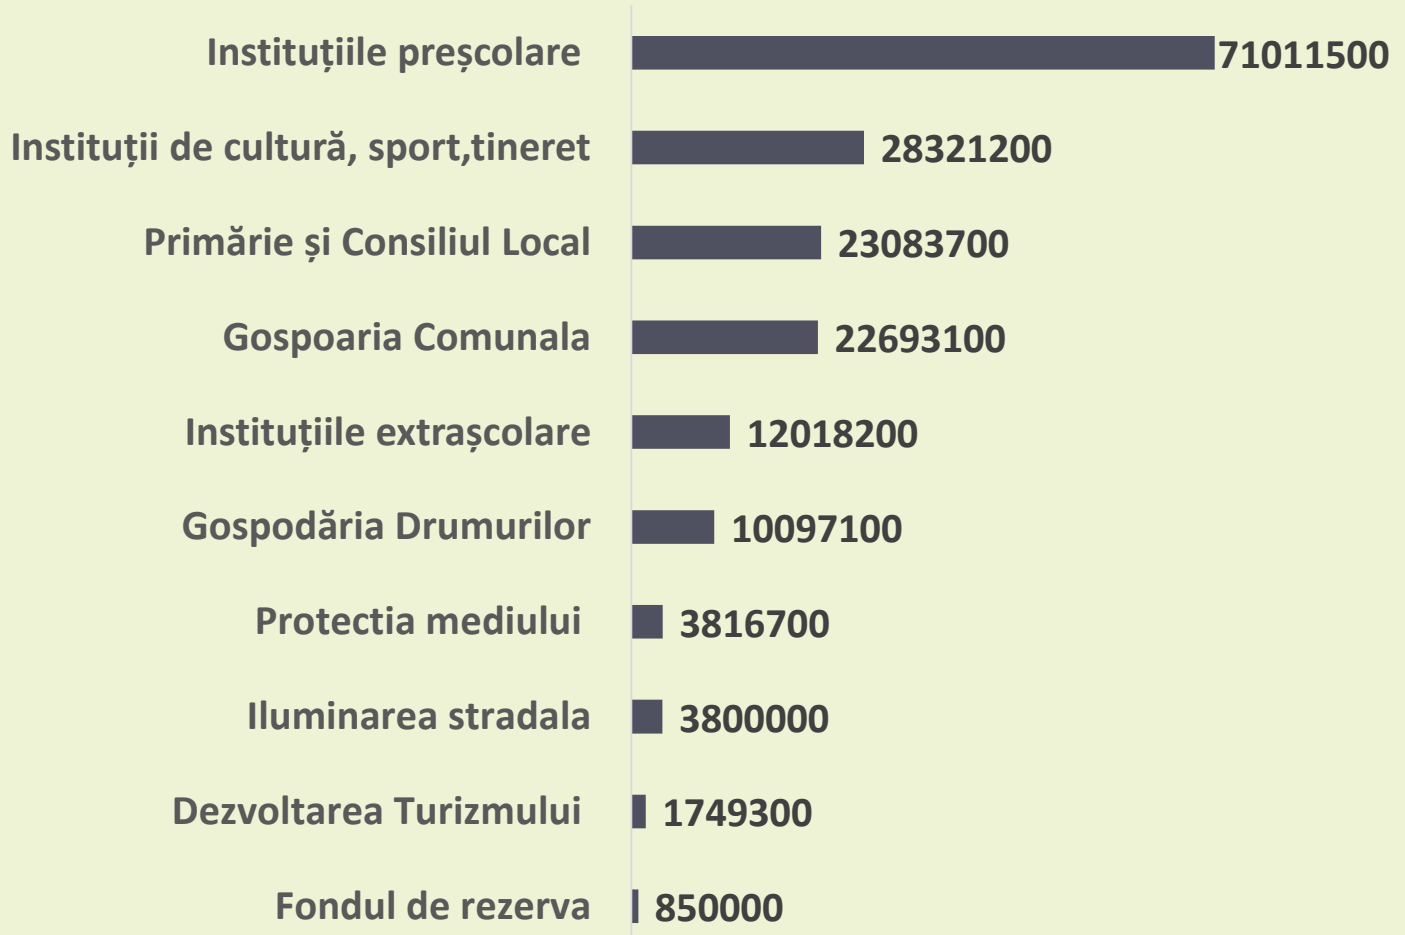 Instituțiile preșcolare 71011500
Instituții de cultură, sport,tineret 28321200
Primărie și Consiliul Local 23083700
Gospoaria Comunala 22693100
Instituțiile extrașcolare 12018200
Gospodăria Drumurilor 10097100
Protectia mediului 3816700
Iluminarea stradala 3800000
Dezvoltarea Turizmului 1749300
Fondul de rezerva 850000